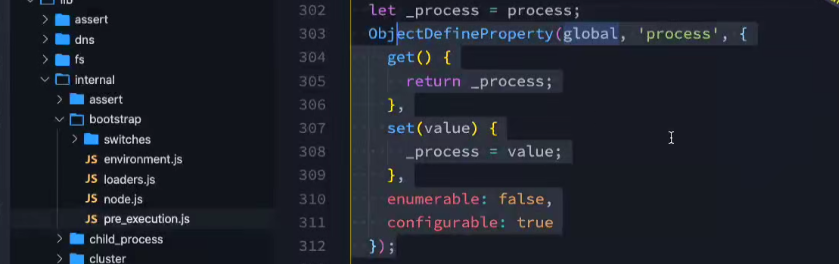 lib
assert
dns
fs
internal
assert
bootstrap
switches
JS environment.js
JS loaders.js
JS node.js
JS pre_execution.js
child_process
cluster
302 let _process = process;
303 ObjectDefineProperty(global, 'process', {
304 get() {
305 return _process;
306 },
307 set(value) {
308 _process = value;
309 },
310 enumerable: false,
311 configurable: true
312 });